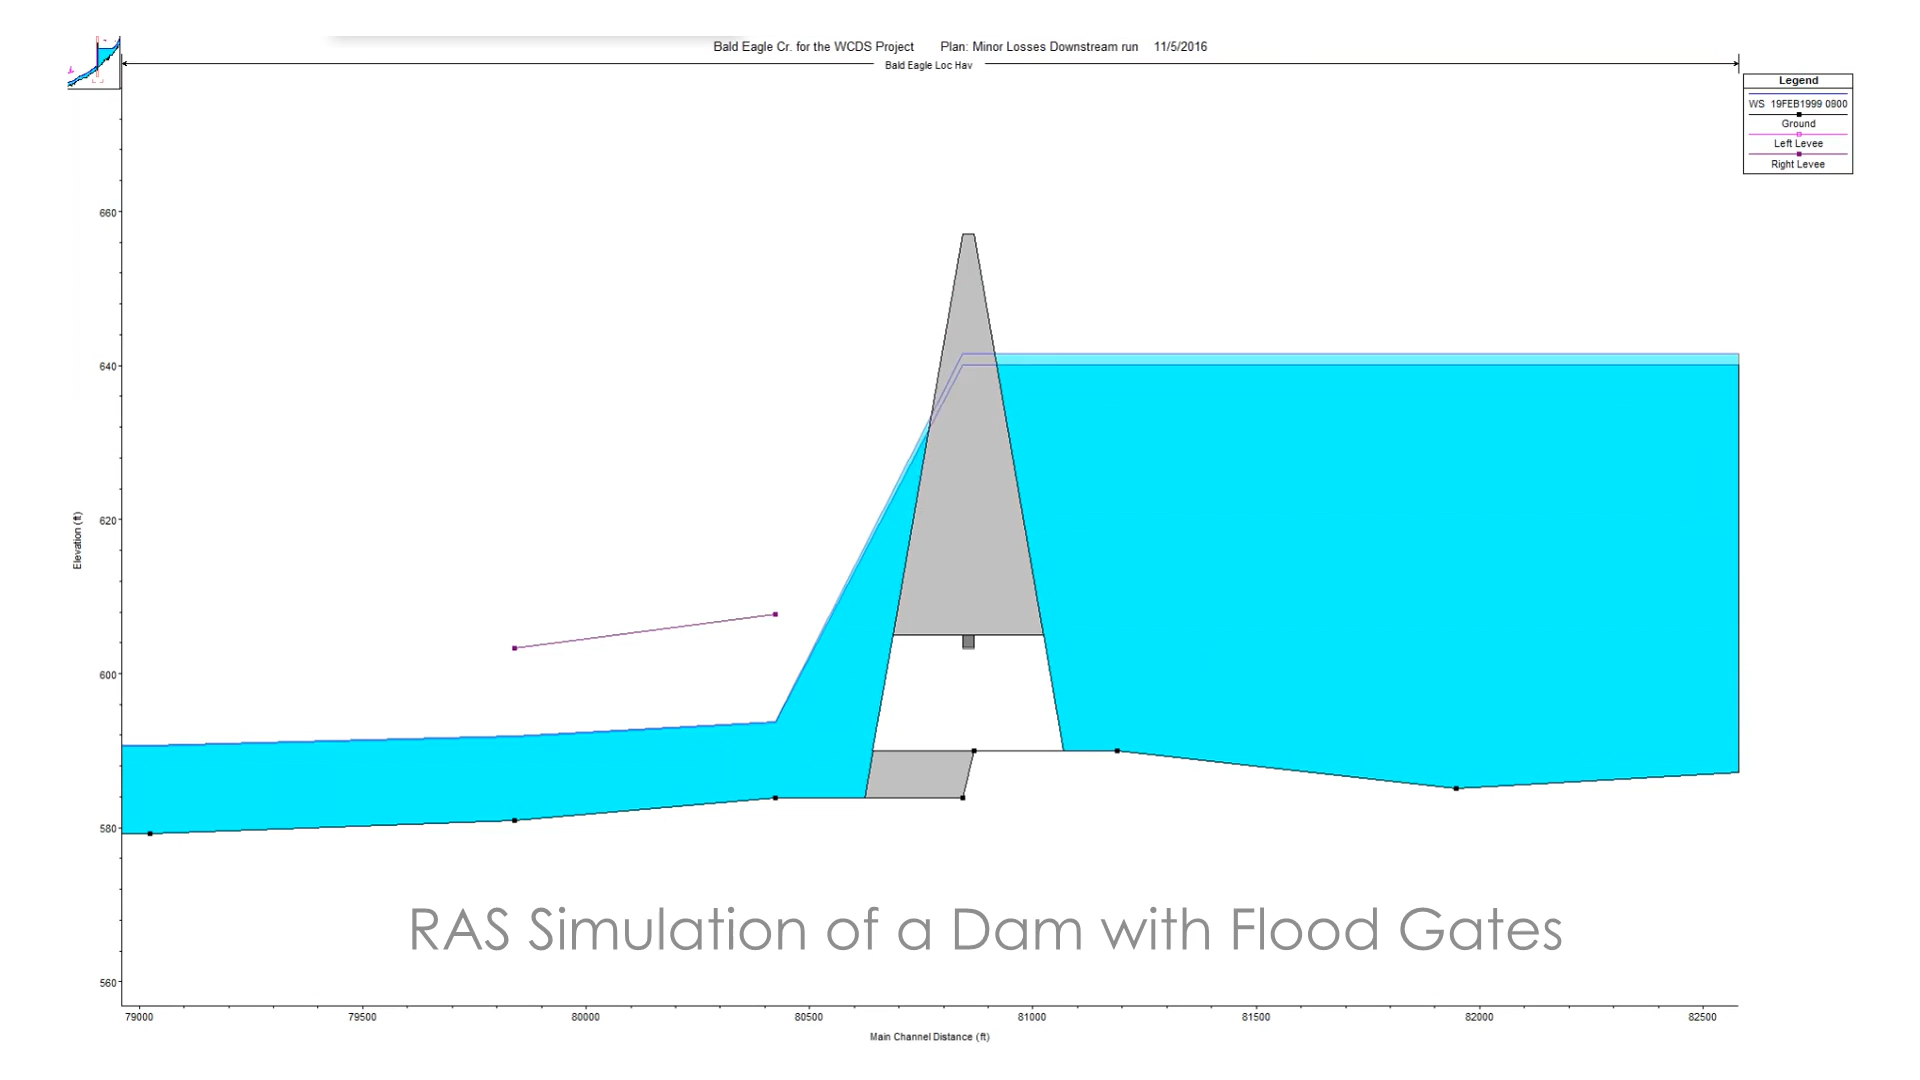 Bald Eagle Cr. for the WCDS Project Plan: Minor Losses Downstream run 11/5/2016
Bald Eagle Loc Hav
Legend
WS 19FEB1999 0800
Ground
Left Levee
Right Levee
660
640
620
600
580
560
Elevation (ft)
RAS Simulation of a Dam with Flood Gates
79000 79500 80000 80500 81000 81500 82000 82500
Main Channel Distance (ft)